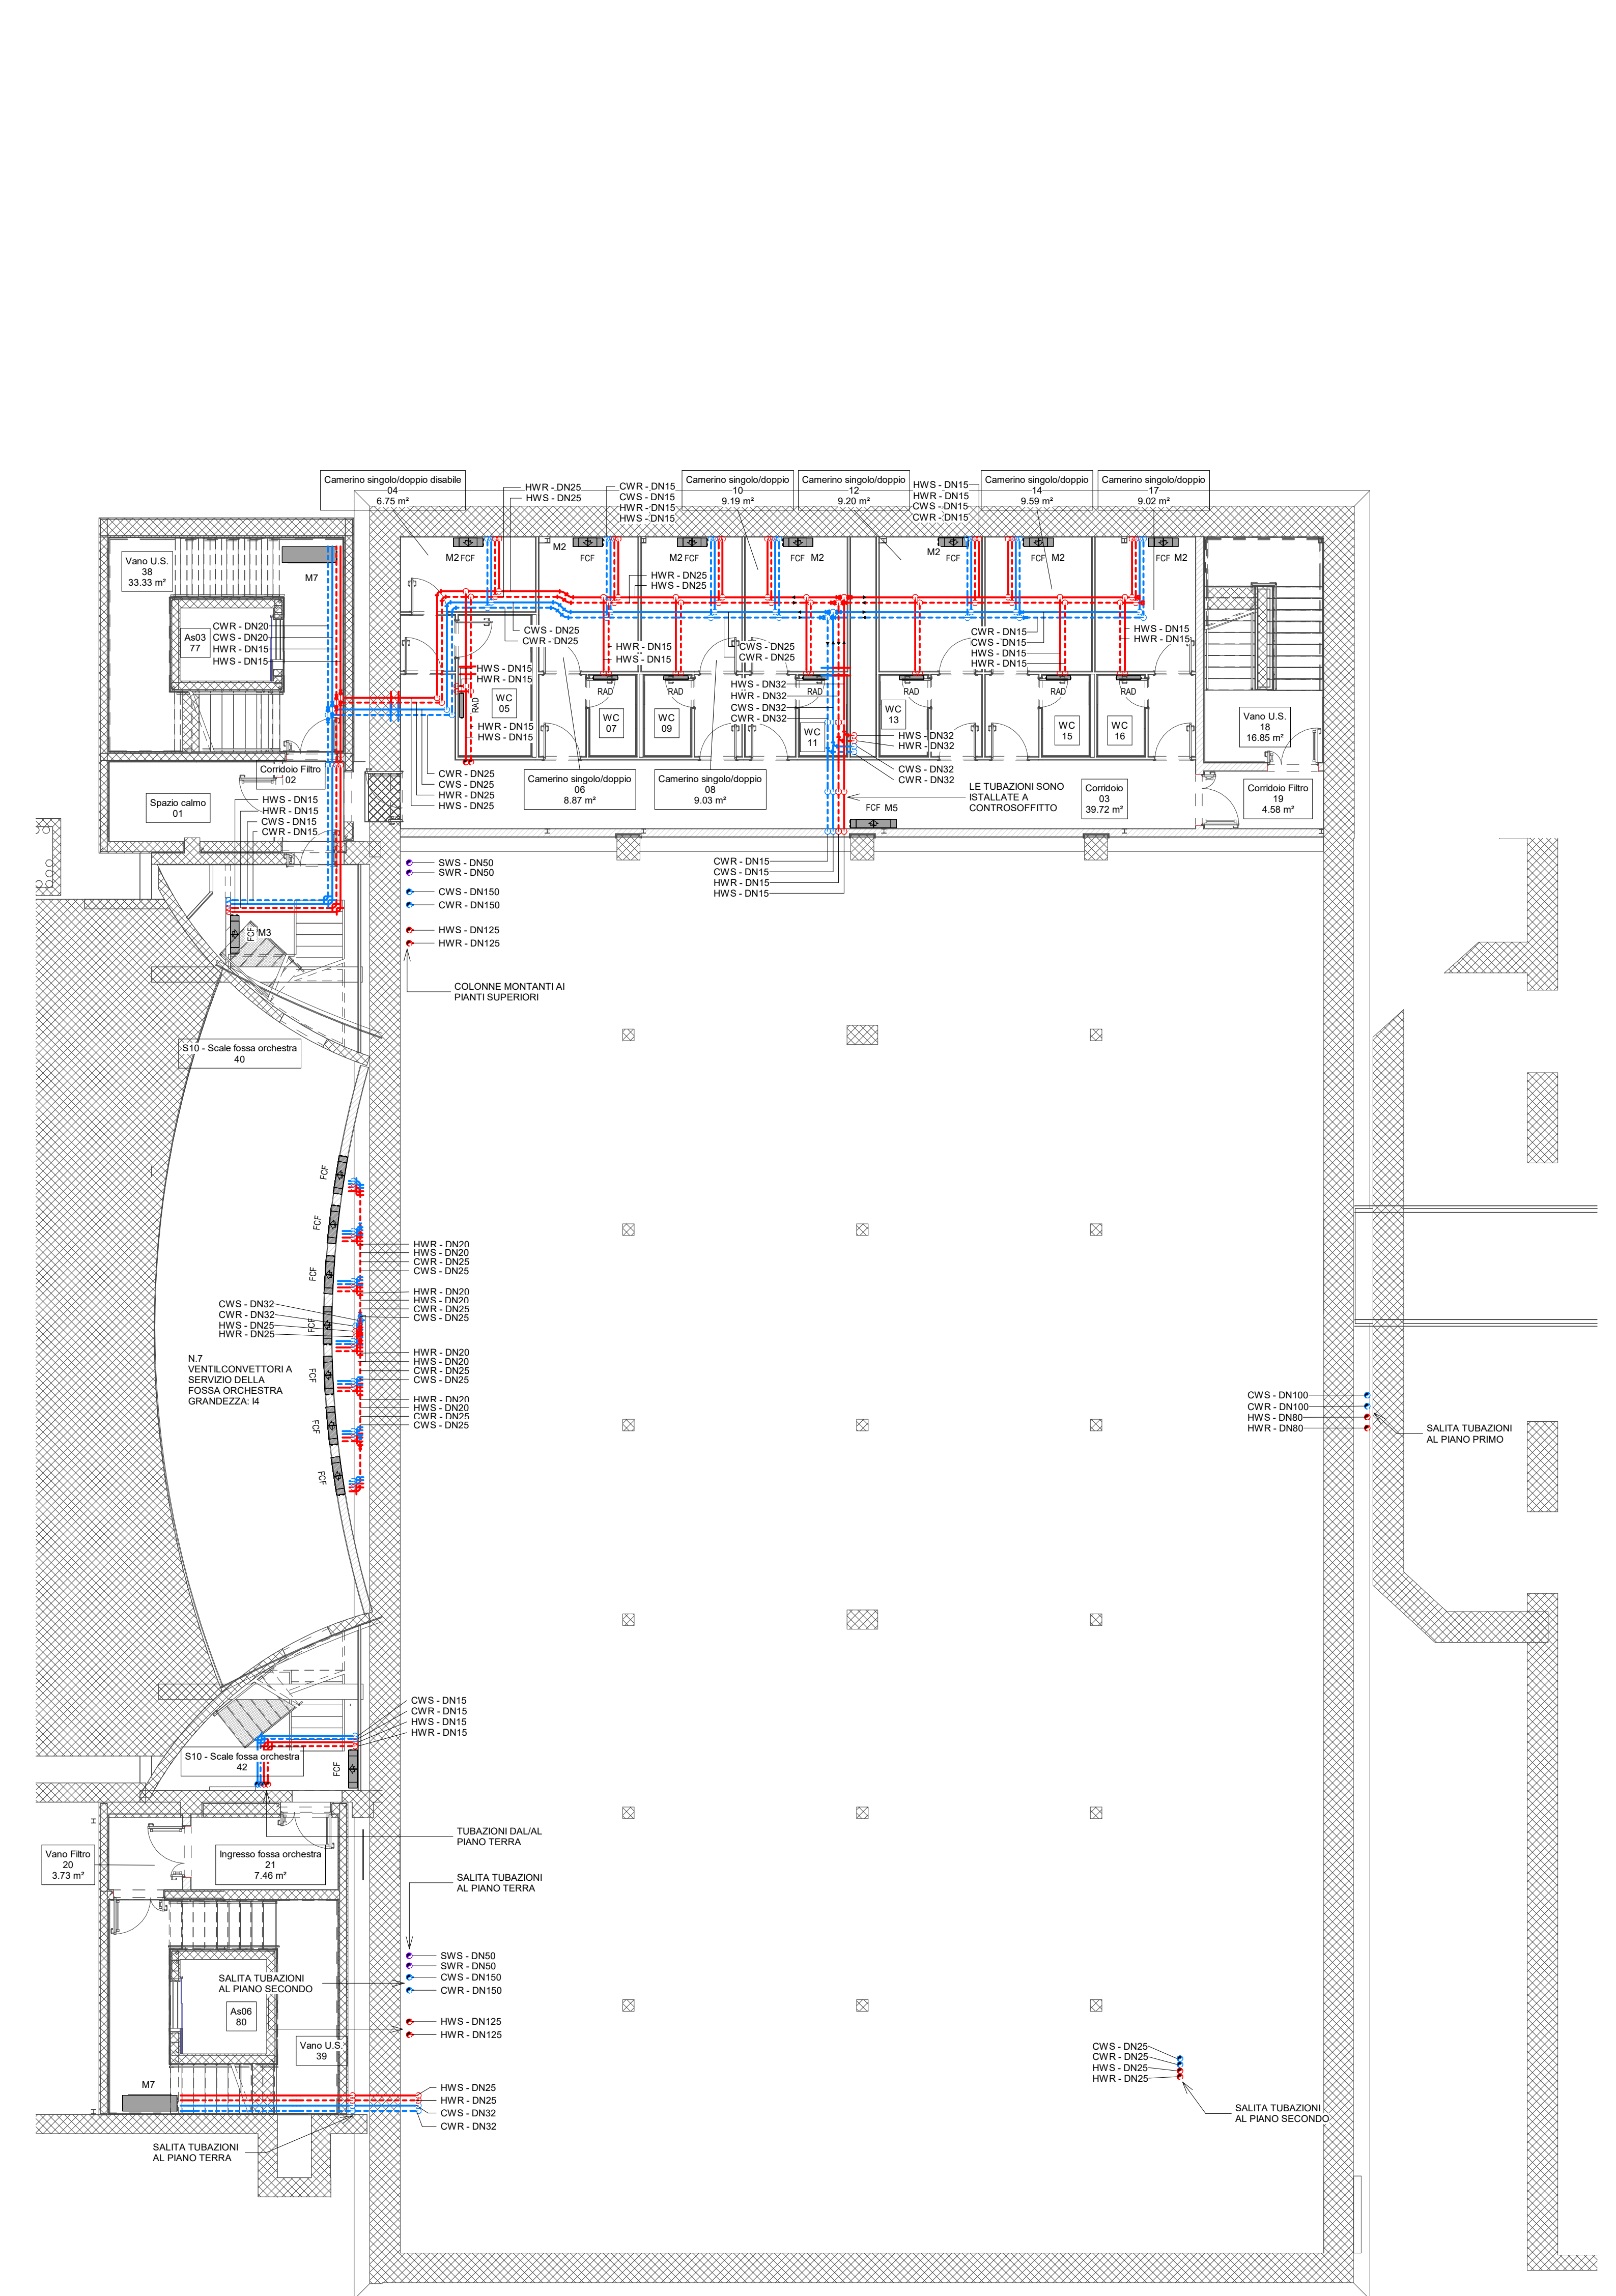 Camerino singolo/doppio disabile
04
6.75 m²
HWR - DN25
HWS - DN25
CWR - DN15
CWS - DN15
HWR - DN15
HWS - DN15
Camerino singolo/doppio
10
9.19 m²
Camerino singolo/doppio
12
9.20 m²
HWS - DN15
HWR - DN15
CWS - DN15
CWR - DN15
Camerino singolo/doppio
14
9.59 m²
Camerino singolo/doppio
17
9.02 m²
Vano U.S.
38
33.33 m²
M7
M2
FCF
M2
FCF
M2
FCF
FCF
M2
M2
FCF
FCF
M2
FCF
M2
HWR - DN25
HWS - DN25
As03
77
CWR - DN20
CWS - DN20
HWR - DN15
HWS - DN15
CWS - DN25
CWR - DN25
HWR - DN15
HWS - DN15
CWS - DN25
CWR - DN25
CWR - DN15
CWS - DN15
HWS - DN15
HWR - DN15
HWS - DN15
HWR - DN15
HWS - DN15
HWR - DN15
RAD
WC
05
HWR - DN15
HWS - DN15
RAD
WC
07
RAD
WC
09
HWS - DN32
HWR - DN32
CWS - DN32
CWR - DN32
RAD
WC
11
RAD
WC
13
RAD
WC
15
RAD
WC
16
Vano U.S.
18
16.85 m²
HWS - DN32
HWR - DN32
CWS - DN32
CWR - DN32
Corridoio Filtro
02
Spazio calmo
01
HWS - DN15
HWR - DN15
CWS - DN15
CWR - DN15
CWR - DN25
CWS - DN25
HWR - DN25
HWS - DN25
Camerino singolo/doppio
06
8.87 m²
Camerino singolo/doppio
08
9.03 m²
LE TUBAZIONI SONO
ISTALLATE A
CONTROSOFFITTO
FCF M5
Corridoio
03
39.72 m²
Corridoio Filtro
19
4.58 m²
SWS - DN50
SWR - DN50
CWS - DN150
CWR - DN150
HWS - DN125
HWR - DN125
CWR - DN15
CWS - DN15
HWR - DN15
HWS - DN15
FCF
M3
COLONNE MONTANTI AI
PIANTI SUPERIORI
S10 - Scale fossa orchestra
40
FCF
FCF
FCF
FCF
FCF
FCF
FCF
HWR - DN20
HWS - DN20
CWR - DN25
CWS - DN25
HWR - DN20
HWS - DN20
CWR - DN25
CWS - DN25
CWS - DN32
CWR - DN32
HWS - DN25
HWR - DN25
HWR - DN20
HWS - DN20
CWR - DN25
CWS - DN25
HWR - DN20
HWS - DN20
CWR - DN25
CWS - DN25
N.7
VENTILCONVETTORI A
SERVIZIO DELLA
FOSSA ORCHESTRA
GRANDEZZA: I4
CWS - DN100
CWR - DN100
HWS - DN80
HWR - DN80
SALITA TUBAZIONI
AL PIANO PRIMO
CWS - DN15
CWR - DN15
HWS - DN15
HWR - DN15
S10 - Scale fossa orchestra
42
FCF
TUBAZIONI DAL/AL
PIANO TERRA
Vano Filtro
20
3.73 m²
Ingresso fossa orchestra
21
7.46 m²
SALITA TUBAZIONI
AL PIANO TERRA
SWS - DN50
SWR - DN50
CWS - DN150
CWR - DN150
SALITA TUBAZIONI
AL PIANO SECONDO
As06
80
HWS - DN125
HWR - DN125
Vano U.S.
39
M7
HWS - DN25
HWR - DN25
CWS - DN32
CWR - DN32
SALITA TUBAZIONI
AL PIANO TERRA
CWS - DN25
CWR - DN25
HWS - DN25
HWR - DN25
SALITA TUBAZIONI
AL PIANO SECONDO